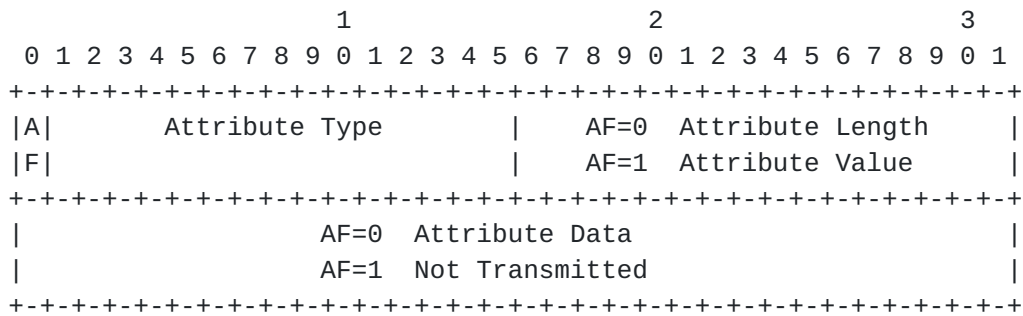 1                   2                   3
 0 1 2 3 4 5 6 7 8 9 0 1 2 3 4 5 6 7 8 9 0 1 2 3 4 5 6 7 8 9 0 1
+-+-+-+-+-+-+-+-+-+-+-+-+-+-+-+-+-+-+-+-+-+-+-+-+-+-+-+-+-+-+-+-+
|A|       Attribute Type        |    AF=0  Attribute Length     |
|F|                             |    AF=1  Attribute Value      |
+-+-+-+-+-+-+-+-+-+-+-+-+-+-+-+-+-+-+-+-+-+-+-+-+-+-+-+-+-+-+-+-+
|                   AF=0  Attribute Data                        |
|                   AF=1  Not Transmitted                       |
+-+-+-+-+-+-+-+-+-+-+-+-+-+-+-+-+-+-+-+-+-+-+-+-+-+-+-+-+-+-+-+-+